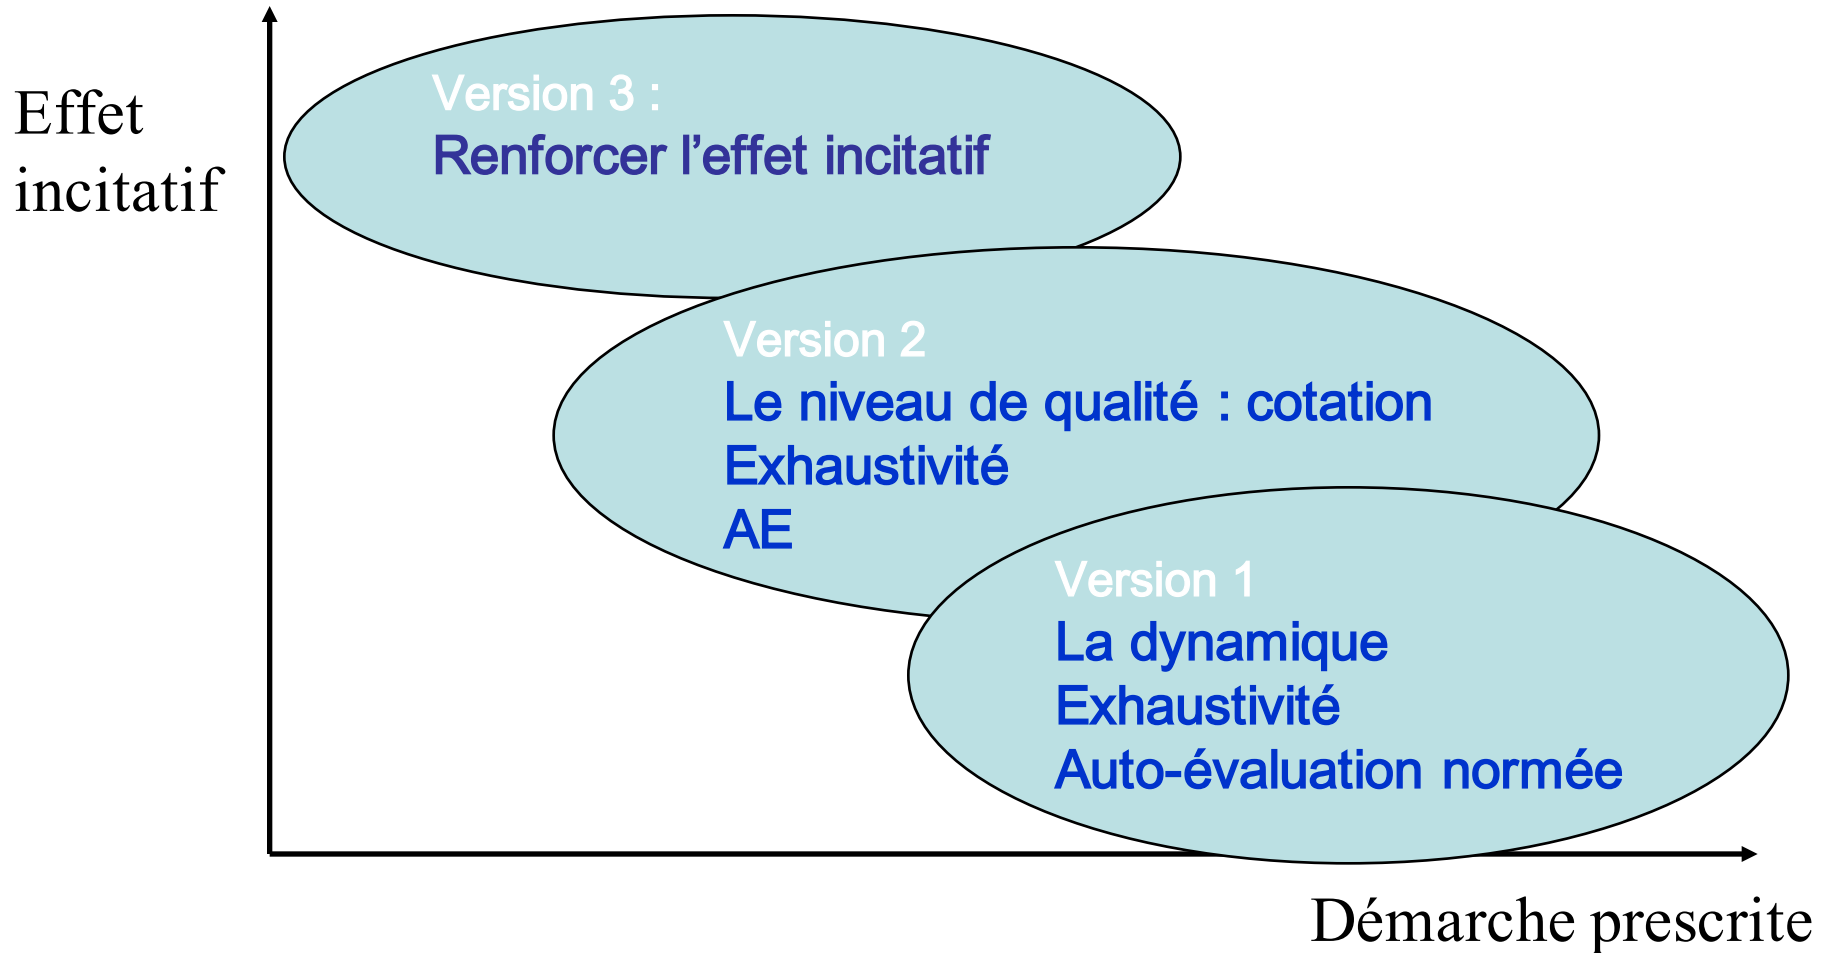 Effet
incitatif
Version 3 :
Renforcer l’effet incitatif
Version 2
Le niveau de qualité : cotation
Exhaustivité
AE
Version 1
La dynamique
Exhaustivité
Auto-évaluation normée
Démarche prescrite